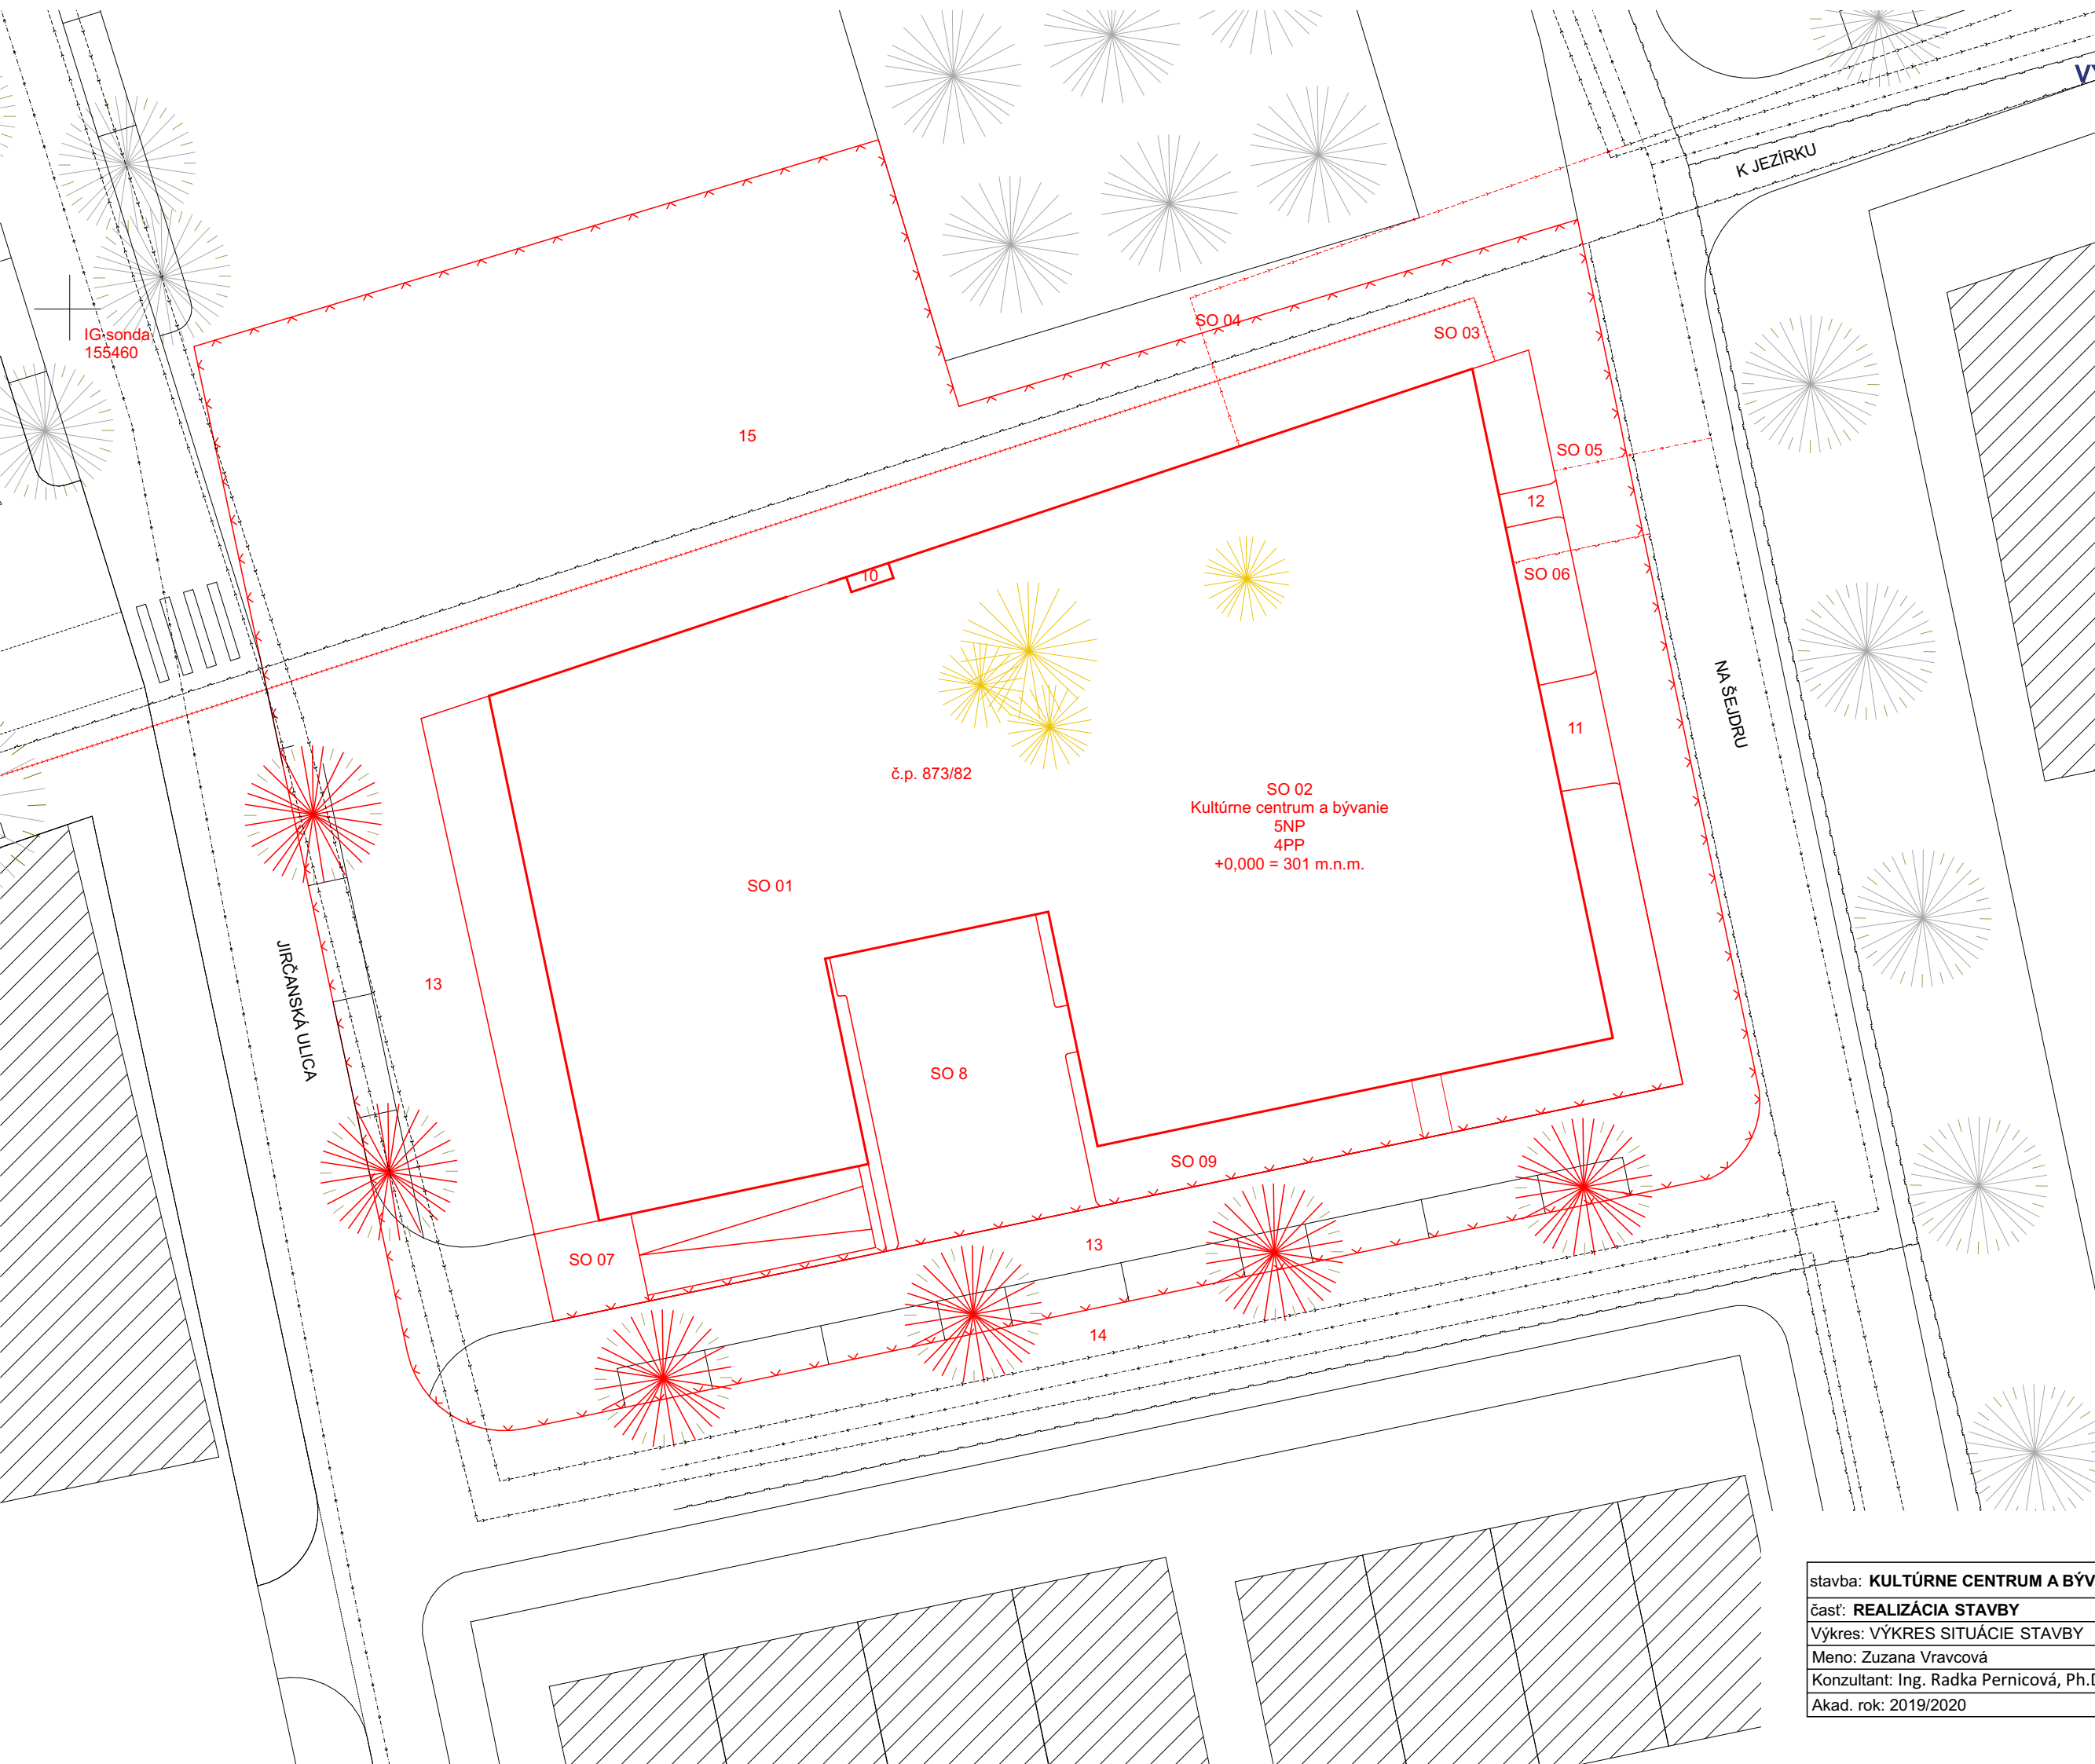 K JEZÍRKU
IG sonda
155460
SO 04
SO 03
15
SO 05
12
SO 06
10
NA ŠEJDRU
11
č.p. 873/82
SO 02
Kultúrne centrum a bývanie
5NP
4PP
+0,000 = 301 m.n.m.
SO 01
13
JIRČANSKÁ ULICA
SO 8
SO 09
13
SO 07
14
stavba: KULTÚRNE CENTRUM A BÝV
časť: REALIZÁCIA STAVBY
Výkres: VÝKRES SITUÁCIE STAVBY
Meno: Zuzana Vravcová
Konzultant: Ing. Radka Pernicová, Ph.D
Akad. rok: 2019/2020